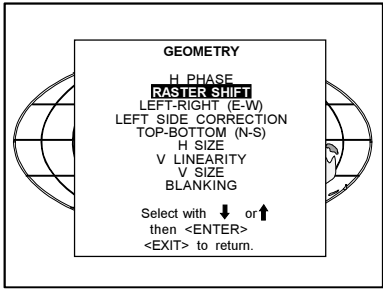 GEOMETRY
H PHASE
RASTER SHIFT
LEFT-RIGHT (E-W)
LEFT SIDE CORRECTION
TOP-BOTTOM (N-S)
H SIZE
V LINEARITY
V SIZE
BLANKING
Select with ⬇ or⬆
then <ENTER>
<EXIT> to return.